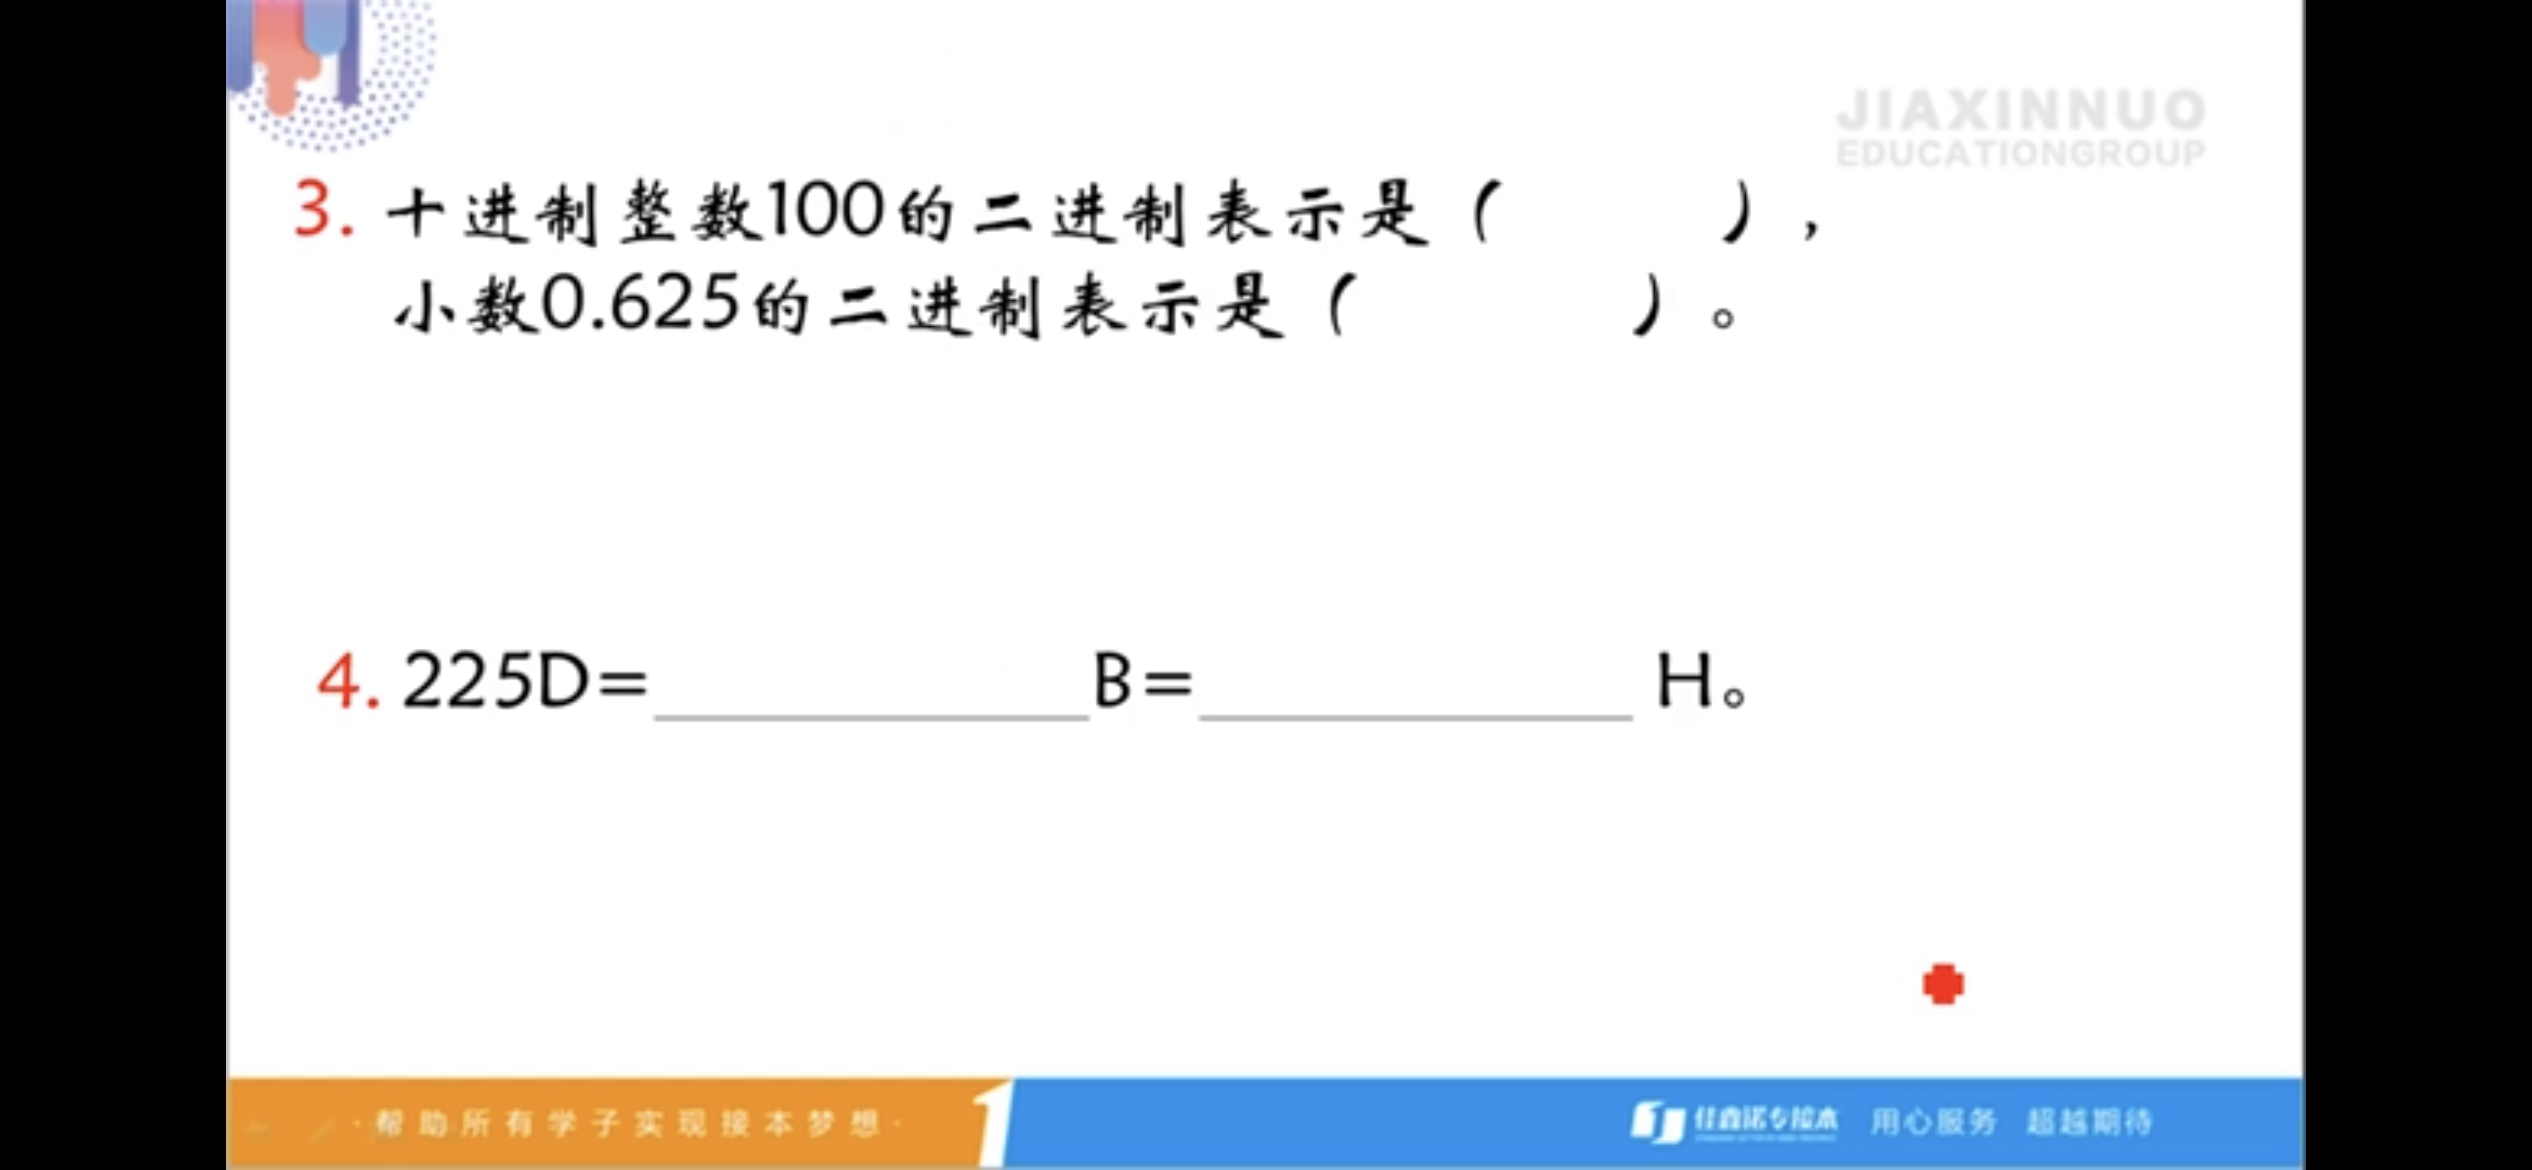 JIAXINNUO
EDUCATIONGROUP
3. 十进制整数100的二进制表示是（ ），
小数0.625的二进制表示是（ ）。
4. 225D=__________B=__________ H。
·帮助所有学子实现接本梦想·
1
佳鑫诺专接本 用心服务 超越期待